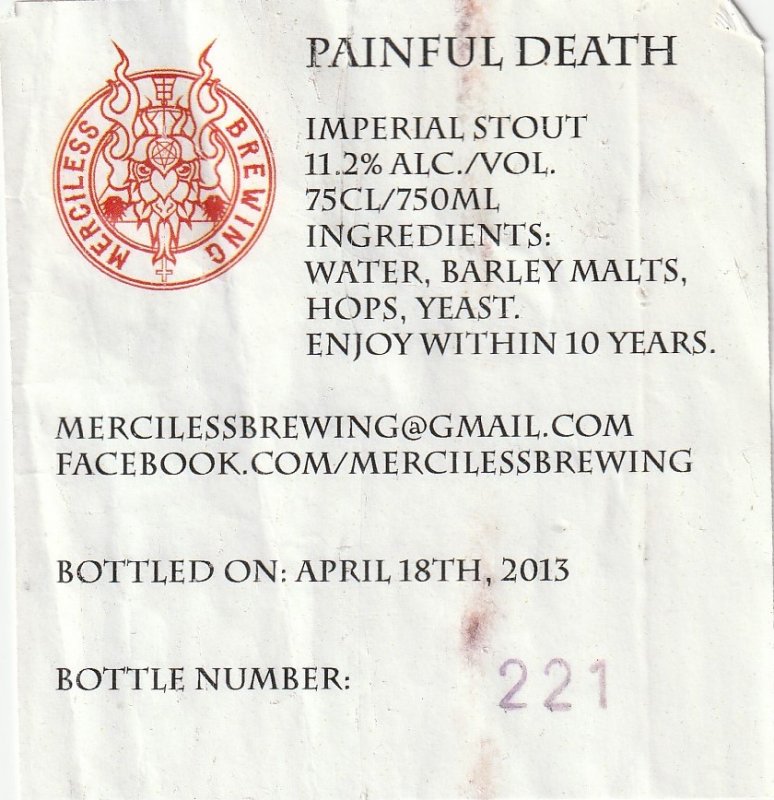 MERCILESS BREWING
PAINFUL DEATH
IMPERIAL STOUT
11.2% ALC./VOL.
75CL/750ML
INGREDIENTS:
WATER, BARLEY MALTS,
HOPS, YEAST.
ENJOY WITHIN 10 YEARS.
MERCILESSBREWING@GMAIL.COM
FACEBOOK.COM/MERCILESSBREWING
BOTTLED ON: APRIL 18TH, 2013
BOTTLE NUMBER: 221